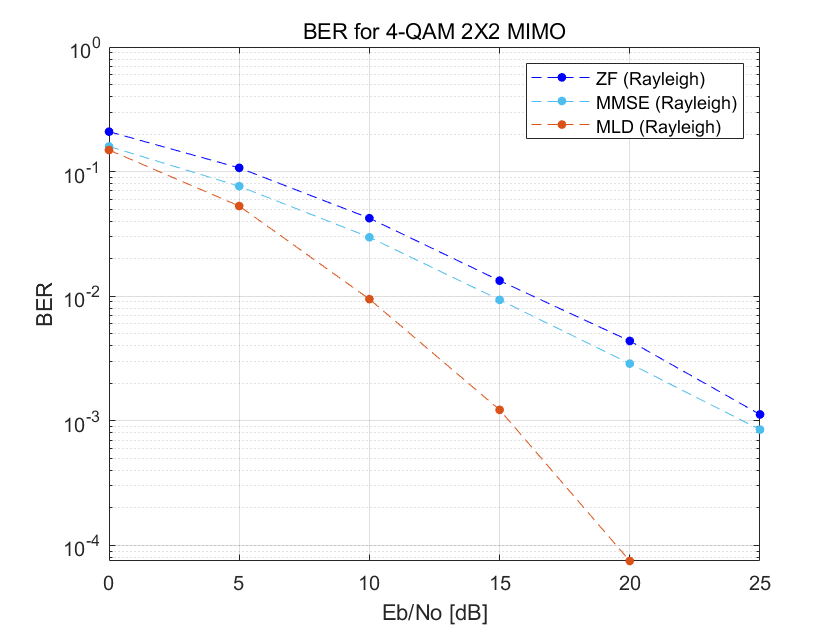 BER for 4-QAM 2X2 MIMO
ZF (Rayleigh)
MMSE (Rayleigh)
MLD (Rayleigh)
BER
10^0
10^-1
10^-2
10^-3
10^-4
0 5 10 15 20 25
Eb/No [dB]